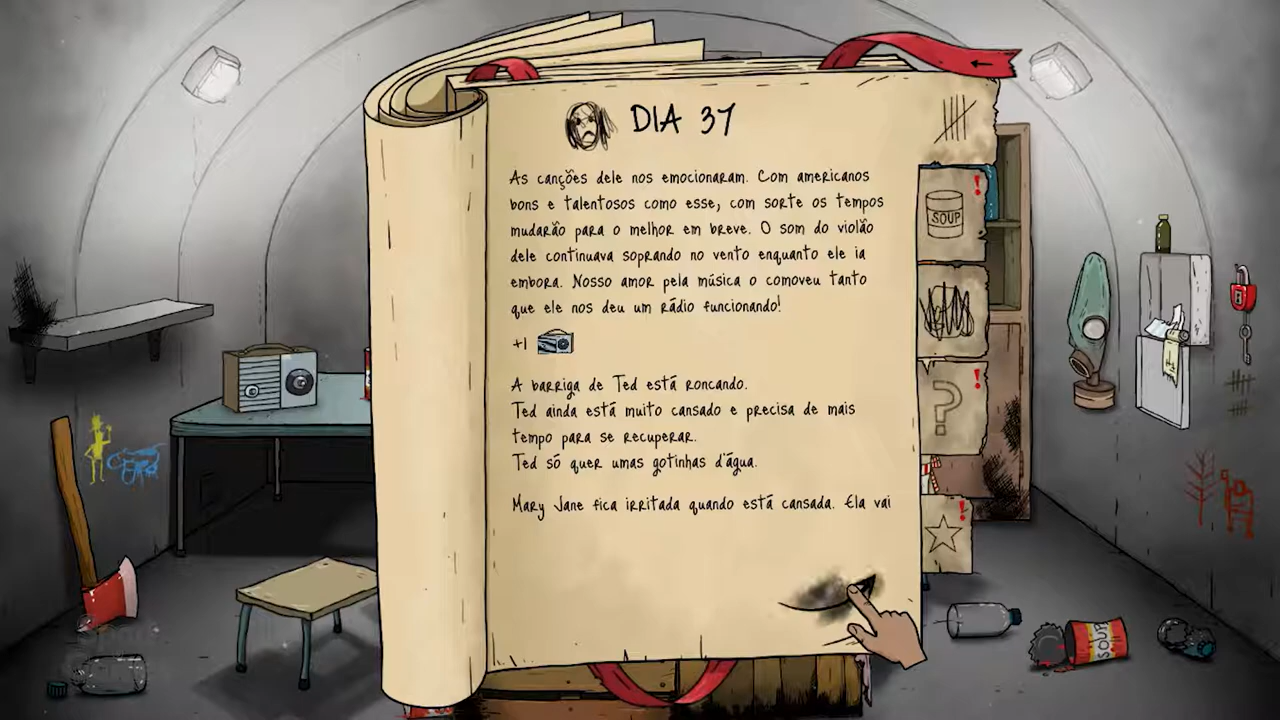 DIA 37
As canções dele nos emocionaram. Com americanos
bons e talentosos como esse, com sorte os tempos
mudarão para o melhor em breve. O som do violão
dele continuava soprando no vento enquanto ele ia
embora. Nosso amor pela música o comoveu tanto
que ele nos deu um rádio funcionando!
+1
A barriga de Ted está roncando.
Ted ainda está muito cansado e precisa de mais
tempo para se recuperar.
Ted só quer umas gotinhas d'água.
Mary Jane fica irritada quando está cansada. Ela vai
!
SOUP
!
?
!
SOUP